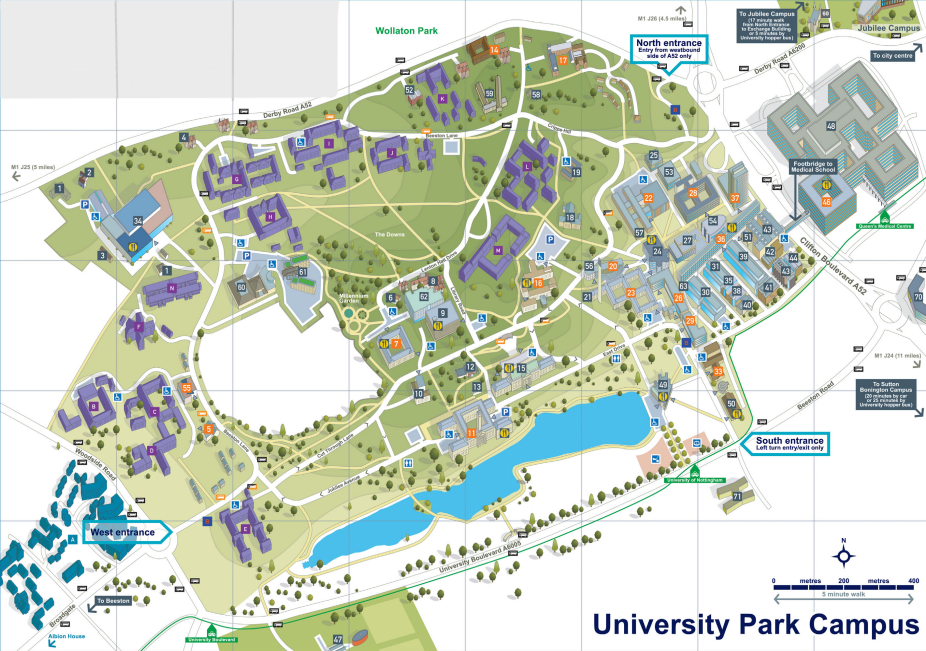 M1 J26 (4.5 miles)
To Jubilee Campus
(17 minute walk
from North Entrance
to Exchange Building
or 5 minutes by
University hopper bus)
60
Jubilee Campus
Wollaton Park
North entrance
Entry from westbound
side of A52 only
To city centre
Derby Road A6200
14
17
52
K
59
58
48
Derby Road A52
Beeston Lane
4
I
J
G
L
19
25
53
Footbridge to
Medical School
46
M1 J25 (5 miles)
1
2
P
34
3
H
The Downs
18
22
28
37
Queen's Medical Centre
P
57
54
36
51
43
27
24
39
42
44
Clifton Boulevard A52
M
P
60
61
56
20
31
43
1
N
8
16
63
35
41
6
62
21
23
30
38
Millennium
Garden
9
26
40
29
70
F
7
East Drive
M1 J24 (11 miles)
12
15
33
To Sutton
Bonington Campus
(20 minutes by car
or 25 minutes by
University hopper bus)
B
C
55
10
13
49
50
Beeston Road
5
P
11
D
Beeston Lane
Cut Through Lane
South entrance
Left turn entry/exit only
Woodside Road
University of Nottingham
71
E
West entrance
A
University Boulevard A6005
0 metres 200 metres 400
5 minute walk
Broadgate
To Beeston
University Boulevard
47
Albion House
University Park Campus